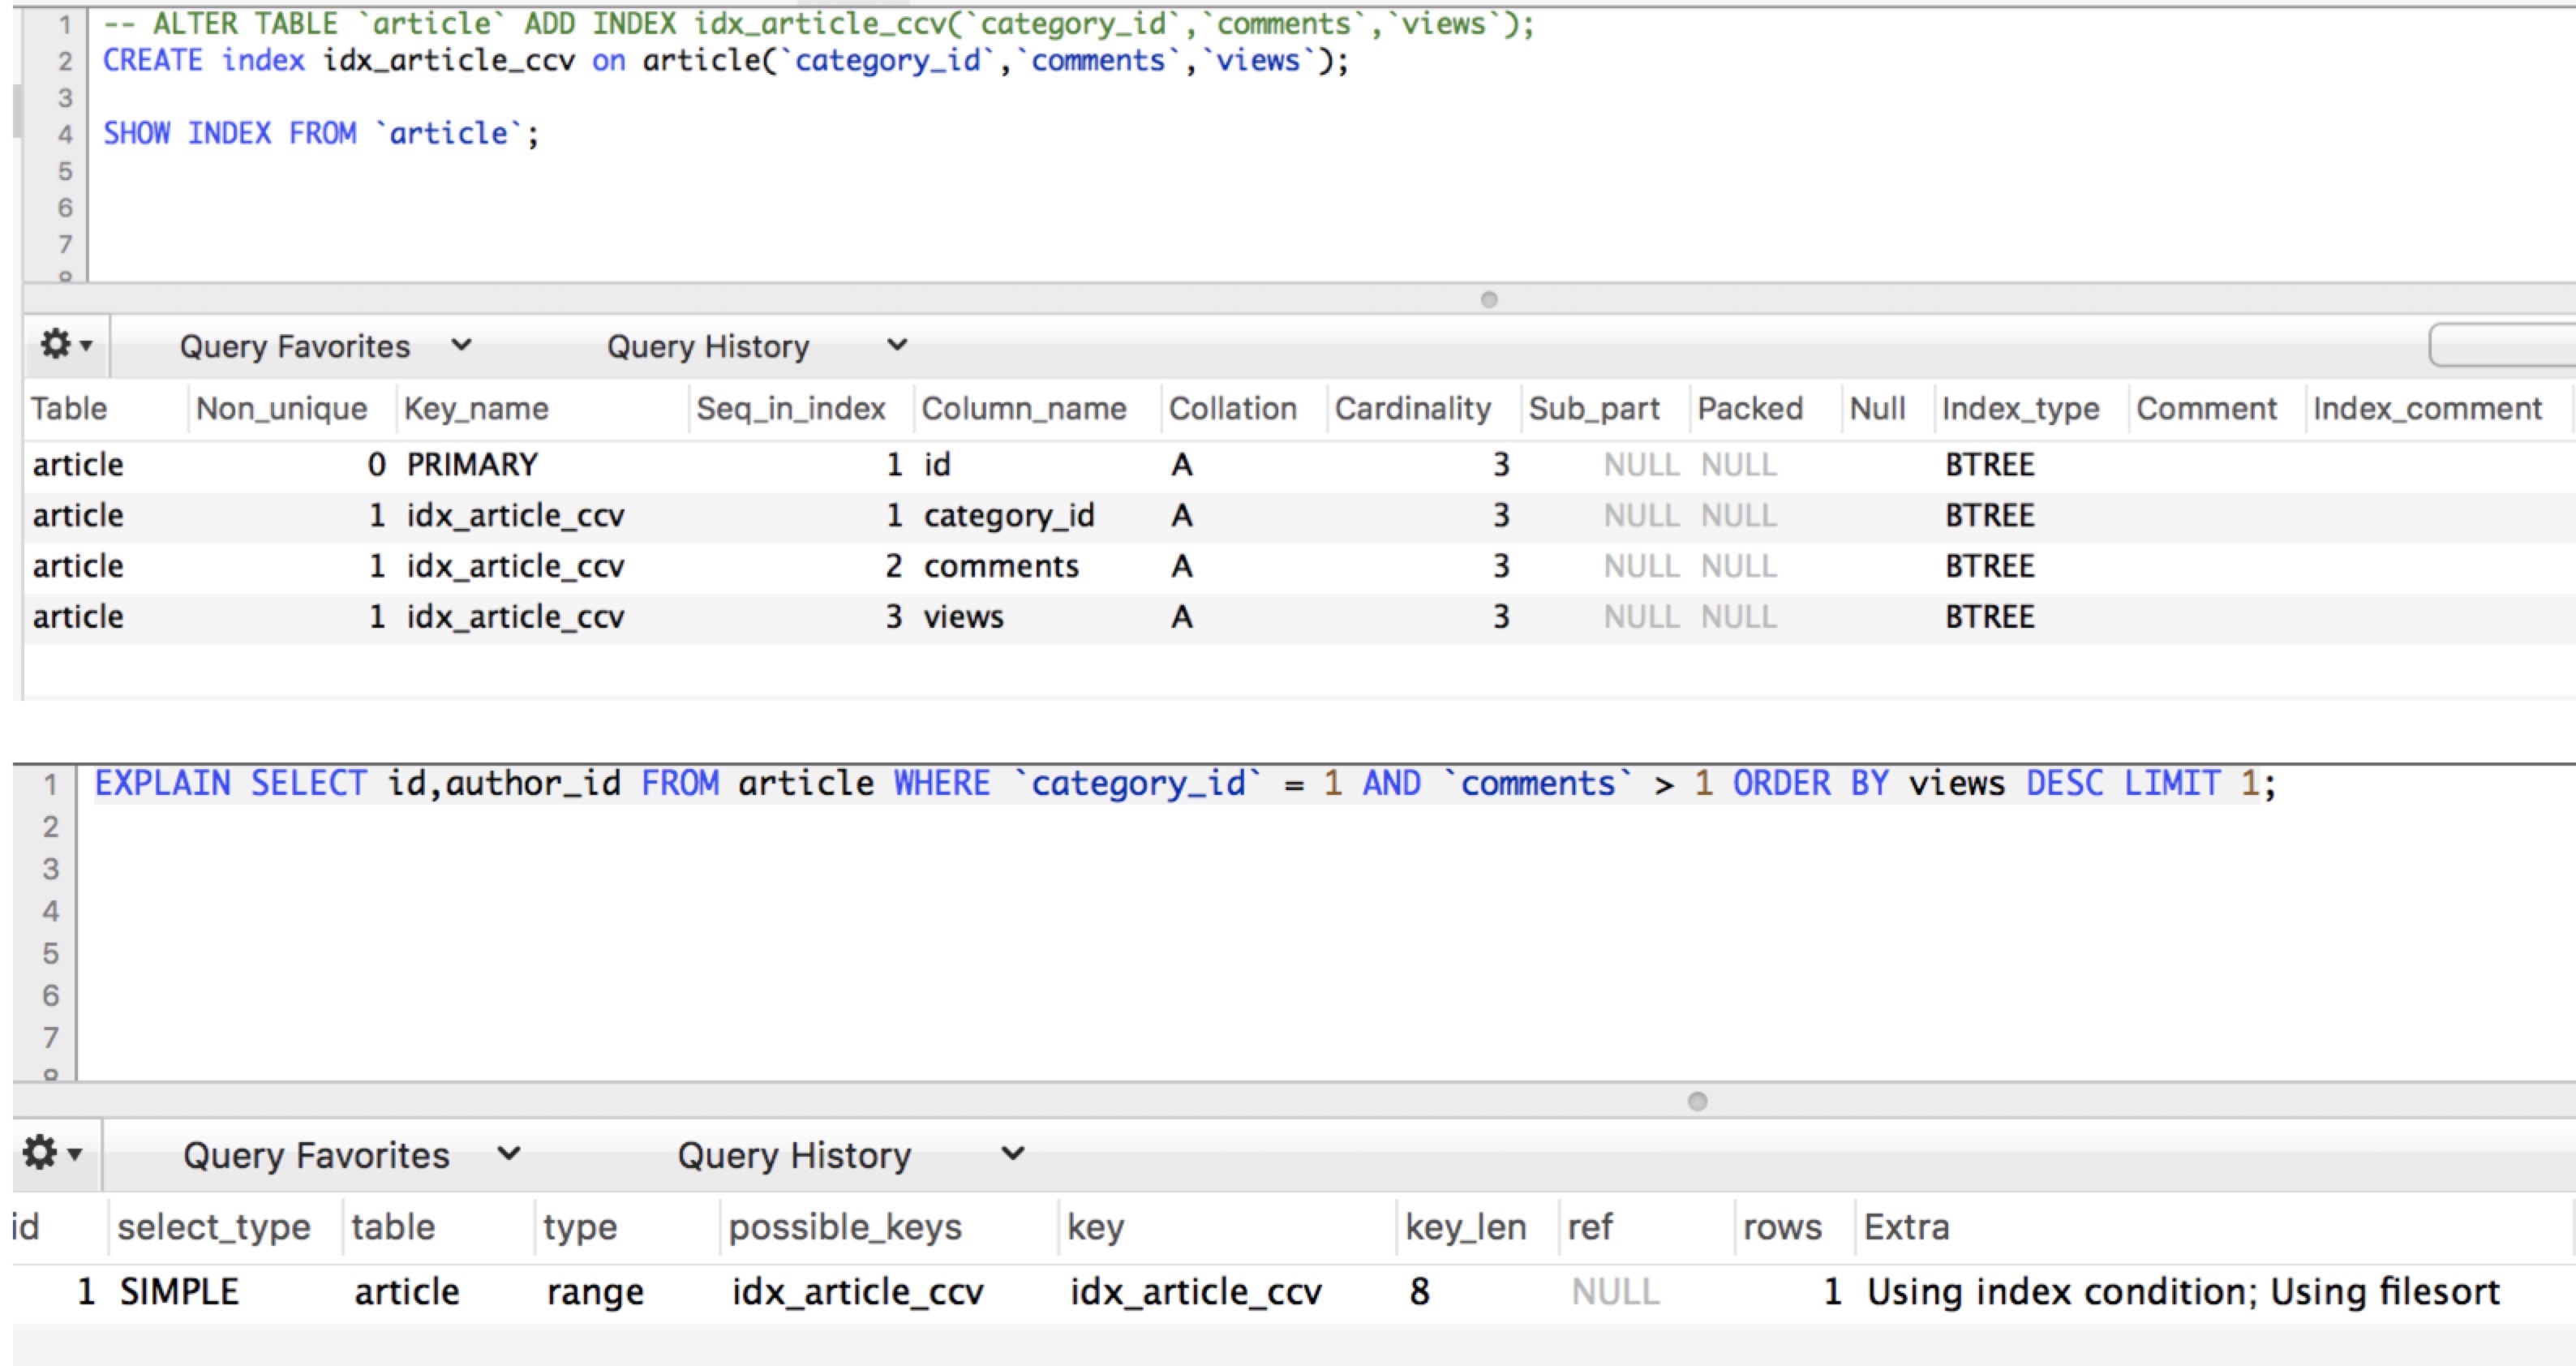 1 -- ALTER TABLE `article` ADD INDEX idx_article_ccv(`category_id`,`comments`,`views`);
2 CREATE index idx_article_ccv on article(`category_id`,`comments`,`views`);
3
4 SHOW INDEX FROM `article`;
5
6
7
8
Query Favorites Query History
Table Non_unique Key_name Seq_in_index Column_name Collation Cardinality Sub_part Packed Null Index_type Comment Index_comment
article 0 PRIMARY 1 id A 3 NULL NULL BTREE
article 1 idx_article_ccv 1 category_id A 3 NULL NULL BTREE
article 1 idx_article_ccv 2 comments A 3 NULL NULL BTREE
article 1 idx_article_ccv 3 views A 3 NULL NULL BTREE
1 EXPLAIN SELECT id,author_id FROM article WHERE `category_id` = 1 AND `comments` > 1 ORDER BY views DESC LIMIT 1;
2
3
4
5
6
7
8
Query Favorites Query History
id select_type table type possible_keys key key_len ref rows Extra
1 SIMPLE article range idx_article_ccv idx_article_ccv 8 NULL 1 Using index condition; Using filesort